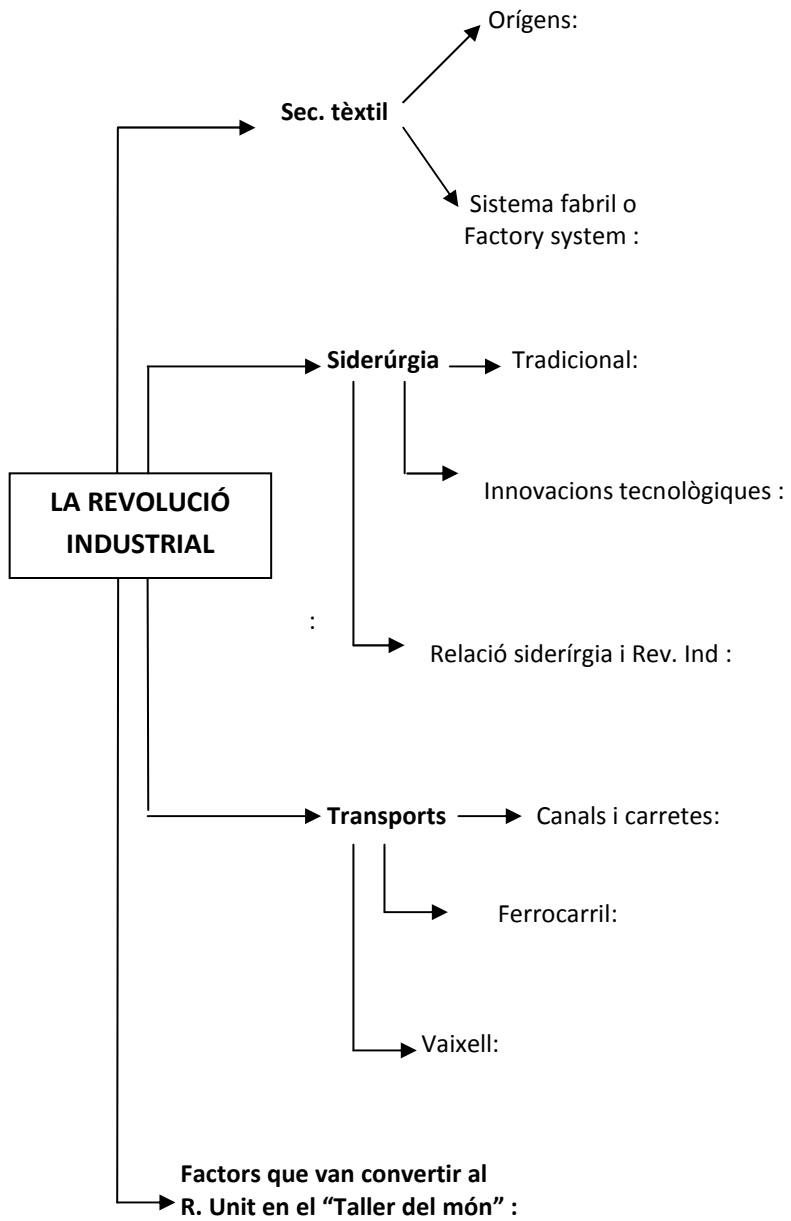 Orígens:
Sec. tèxtil
Sistema fabril o
Factory system :
Siderúrgia
Tradicional:
Innovacions tecnològiques :
LA REVOLUCIÓ
INDUSTRIAL
:
Relació siderírgia i Rev. Ind :
Transports
Canals i carretes:
Ferrocarril:
Vaixell:
Factors que van convertir al
R. Unit en el “Taller del món” :